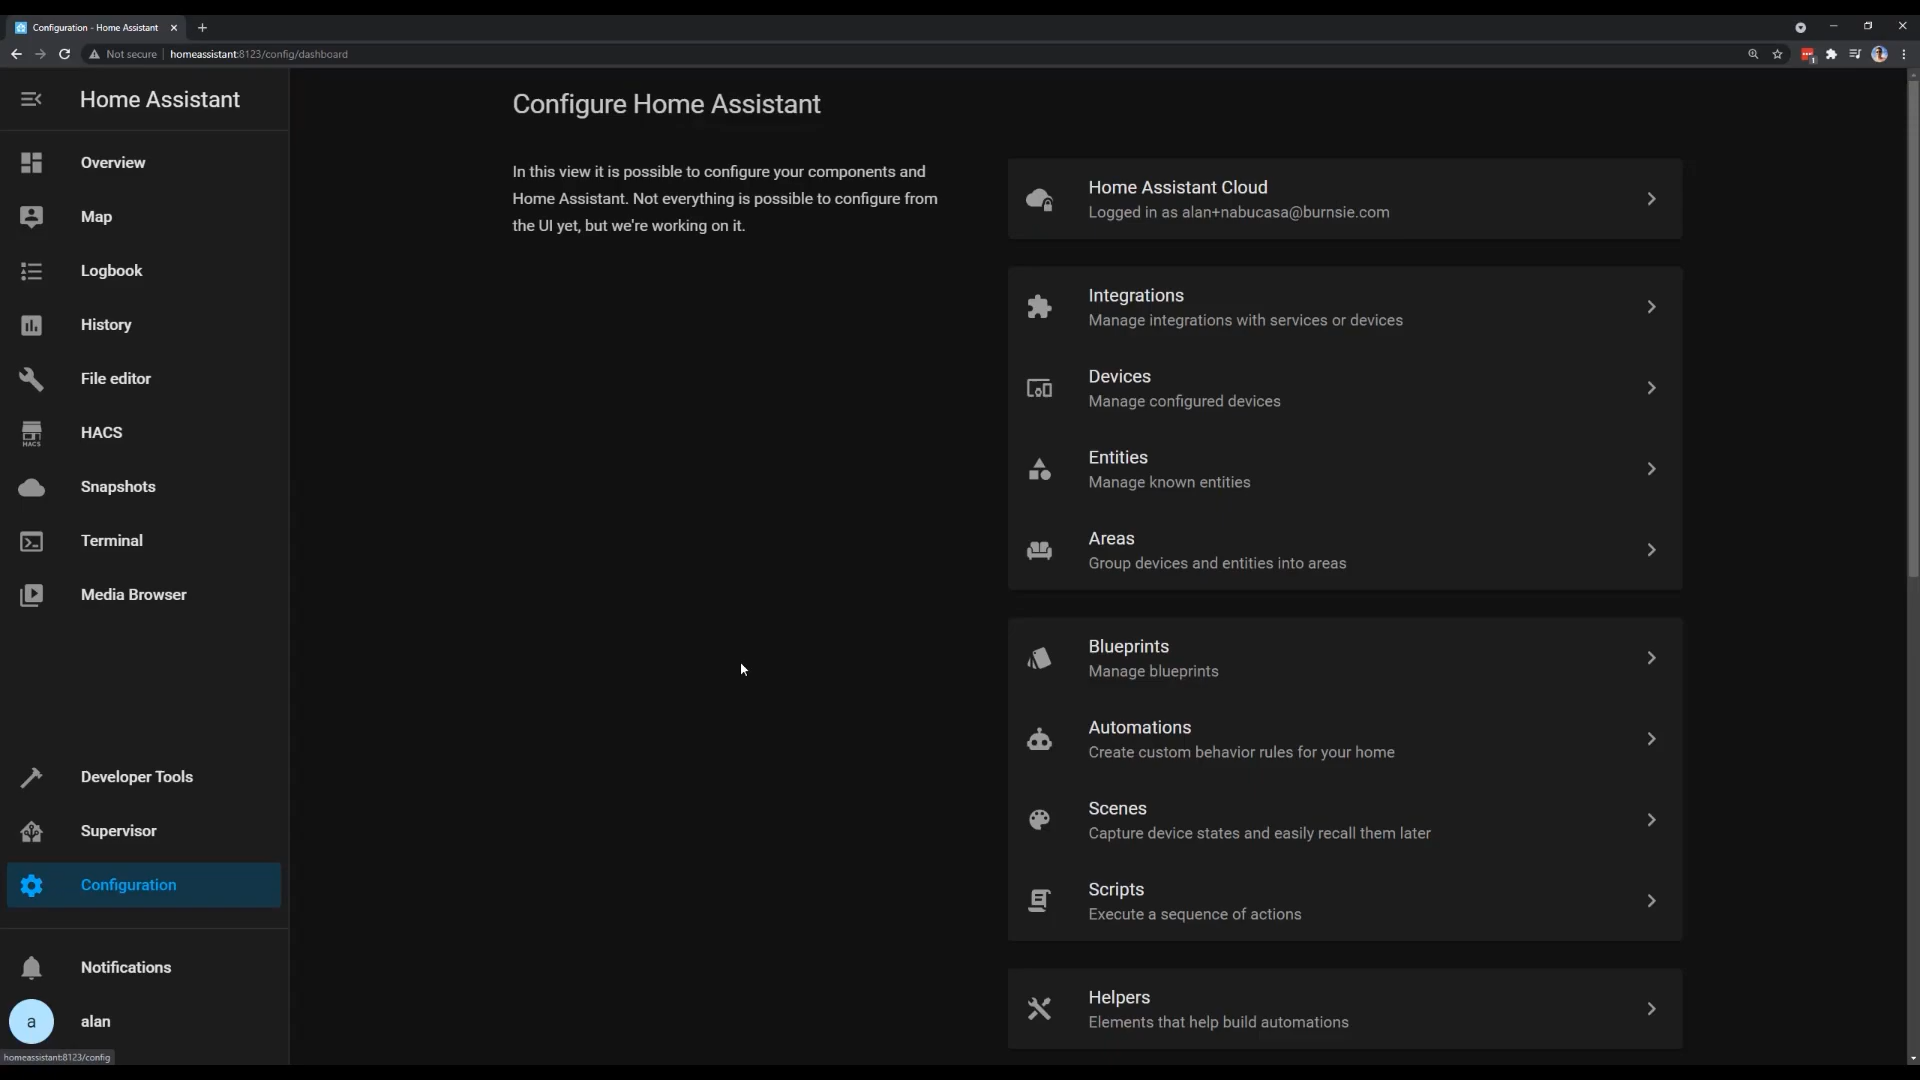 Configuration - Home Assistant
Not secure
homeassistant:8123/config/dashboard
1
Home Assistant
Overview
Map
Logbook
History
File editor
HACS
HACS
Snapshots
Terminal
Media Browser
Developer Tools
Supervisor
Configuration
Notifications
a
alan
homeassistant:8123/config
Configure Home Assistant
In this view it is possible to configure your components and
Home Assistant. Not everything is possible to configure from
the UI yet, but we're working on it.
Home Assistant Cloud
Logged in as alan+nabucasa@burnsie.com
Integrations
Manage integrations with services or devices
Devices
Manage configured devices
Entities
Manage known entities
Areas
Group devices and entities into areas
Blueprints
Manage blueprints
Automations
Create custom behavior rules for your home
Scenes
Capture device states and easily recall them later
Scripts
Execute a sequence of actions
Helpers
Elements that help build automations